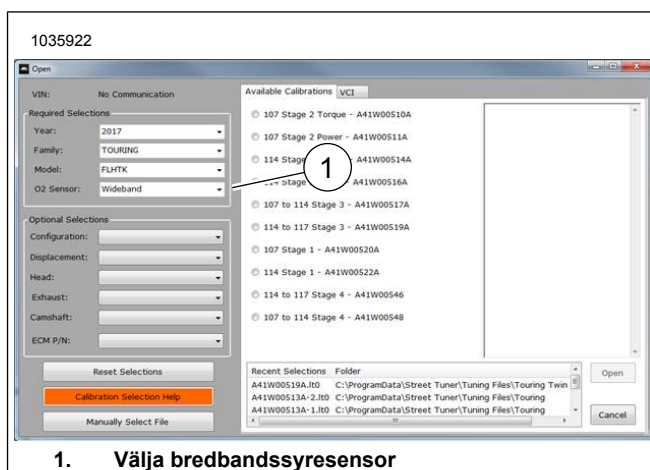 1035922
Open
VIN: No Communication
Required Selections
Year: 2017
Family: TOURING
Model: FLHTK
O2 Sensor: Wideband
Optional Selections
Configuration:
Displacement:
Head:
Exhaust:
Camshaft:
ECM P/N:
Reset Selections
Calibration Selection Help
Manually Select File
Available Calibrations VCI
107 Stage 2 Torque - A41W00510A
107 Stage 2 Power - A41W00511A
114 Stage - A41W00514A
114 Stage A41W00516A
107 to 114 Stage 3 - A41W00517A
114 to 117 Stage 3 - A41W00519A
107 Stage 1 - A41W00520A
114 Stage 1 - A41W00522A
114 to 117 Stage 4 - A41W00546
107 to 114 Stage 4 - A41W00548
1
Recent Selections Folder
A41W00519A.lt0 C:\ProgramData\Street Tuner\Tuning Files\Touring Twin
A41W00513A-2.lt0 C:\ProgramData\Street Tuner\Tuning Files\Touring
A41W00513A-1.lt0 C:\ProgramData\Street Tuner\Tuning Files\Touring
Open
Cancel
1. Välja bredbandssyresensor